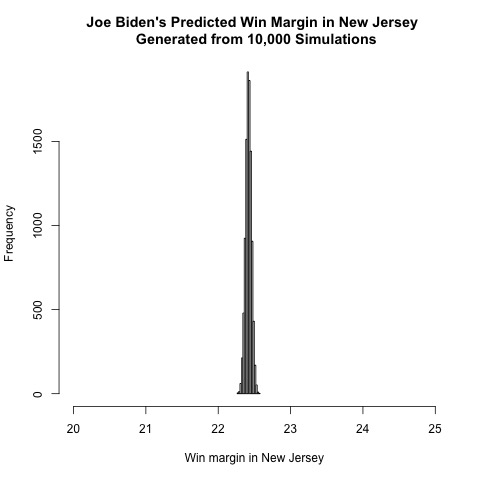 Joe Biden's Predicted Win Margin in New Jersey
Generated from 10,000 Simulations
Frequency
1500
1000
500
0
20 21 22 23 24 25
Win margin in New Jersey